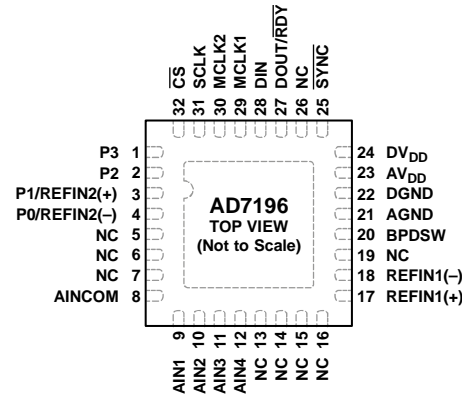 CS
SCLK
MCLK2
MCLK1
DIN
DOUT/RDY
NC
SYNC
32
31
30
29
28
27
26
25
P3 1
P2 2
P1/REFIN2(+) 3
P0/REFIN2(–) 4
NC 5
NC 6
NC 7
AINCOM 8
AD7196
TOP VIEW
(Not to Scale)
24 DVDD
23 AVDD
22 DGND
21 AGND
20 BPDSW
19 NC
18 REFIN1(–)
17 REFIN1(+)
AIN1 9
AIN2 10
AIN3 11
AIN4 12
NC 13
NC 14
NC 15
NC 16